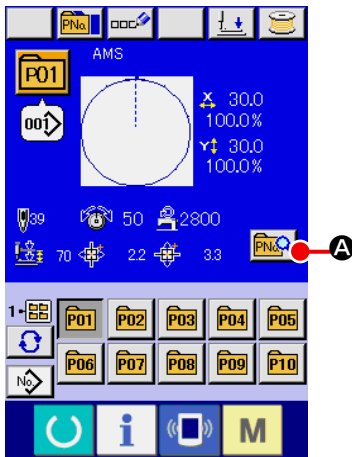 PNo.
AMS
P01
001
X 30.0
100.0%
Y 30.0
100.0%
39 50 2800
70 2.2 3.3
PNo.
A
1-
P01 P02 P03 P04 P05
P06 P07 P08 P09 P10
No.
i M